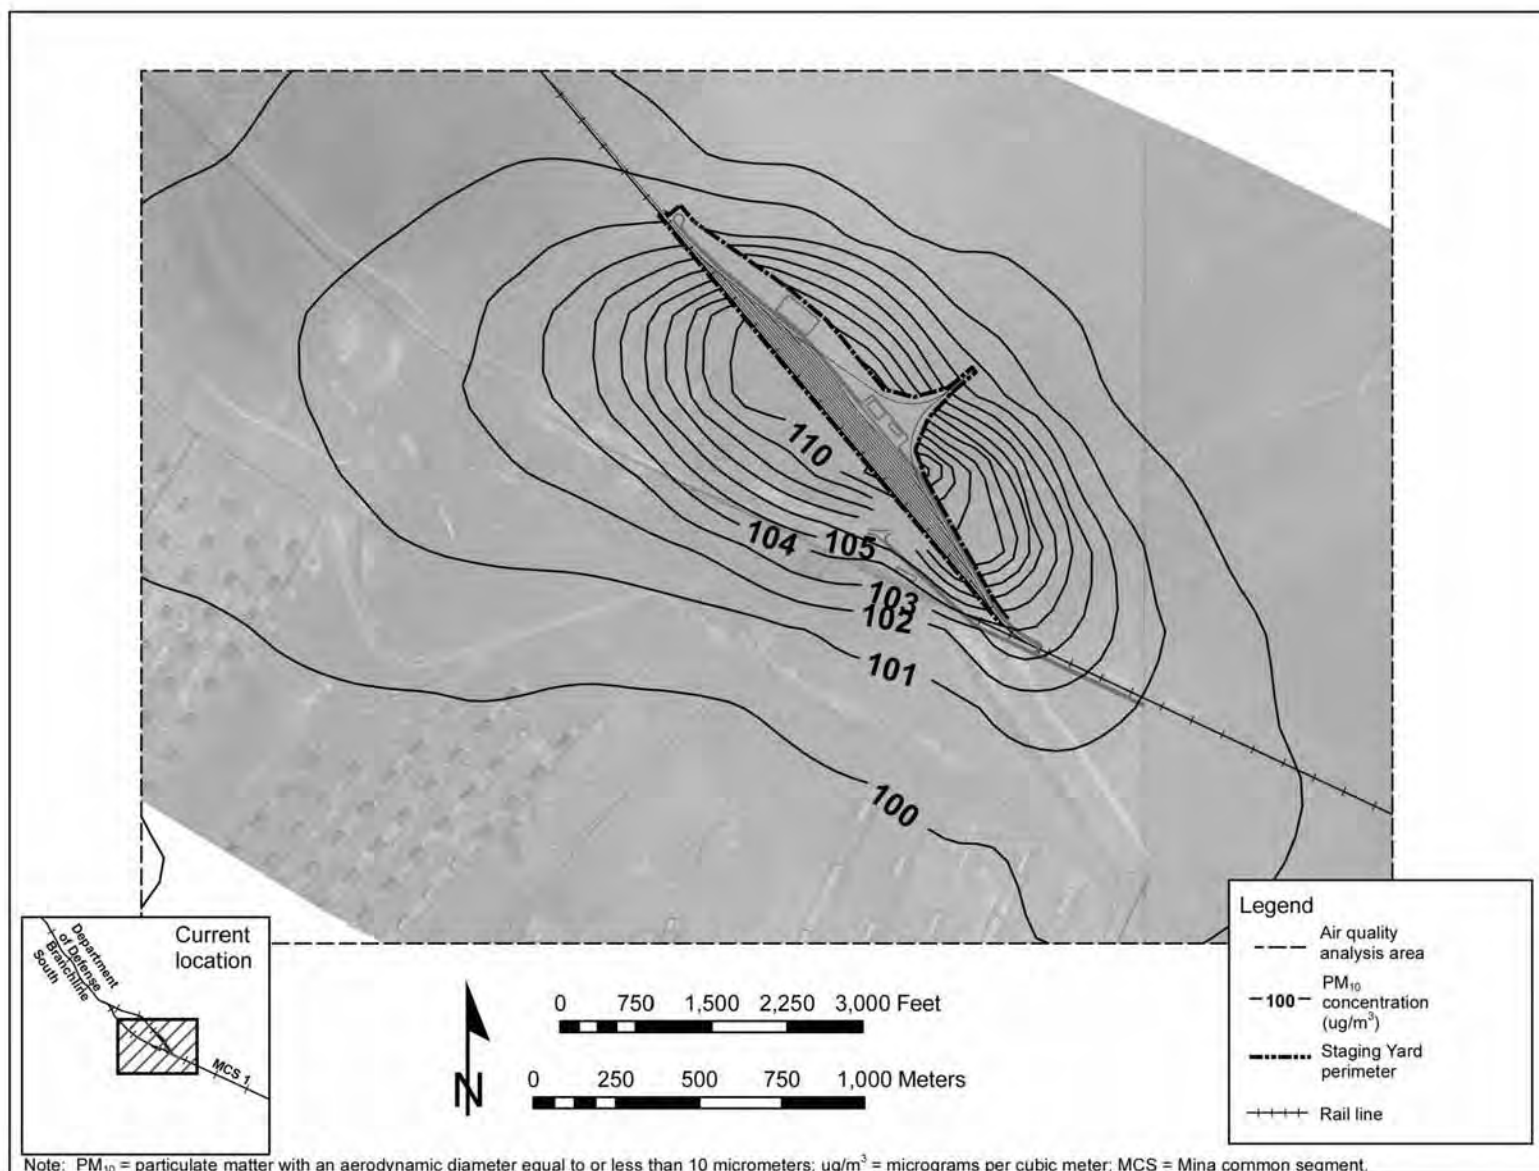 110
104
105
103
102
101
100
Current
location
Department
of Defense
Branchline
South
MCS 1
N
0 750 1,500 2,250 3,000 Feet
0 250 500 750 1,000 Meters
Legend
Air quality
analysis area
100
PM₁₀
concentration
(ug/m³)
Staging Yard
perimeter
Rail line
Note: PM₁₀ = particulate matter with an aerodynamic diameter equal to or less than 10 micrometers; ug/m³ = micrograms per cubic meter; MCS = Mina common segment.